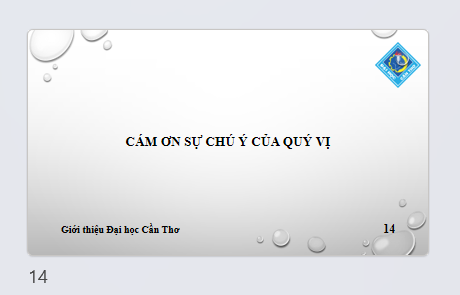 CÁM ƠN SỰ CHÚ Ý CỦA QUÝ VỊ
Giới thiệu Đại học Cần Thơ
14
14